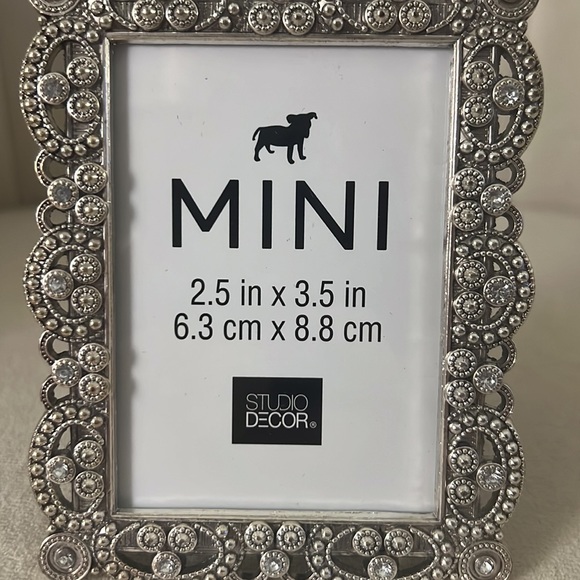 MINI
2.5 in x 3.5 in
6.3 cm x 8.8 cm
STUDIO
DECOR®